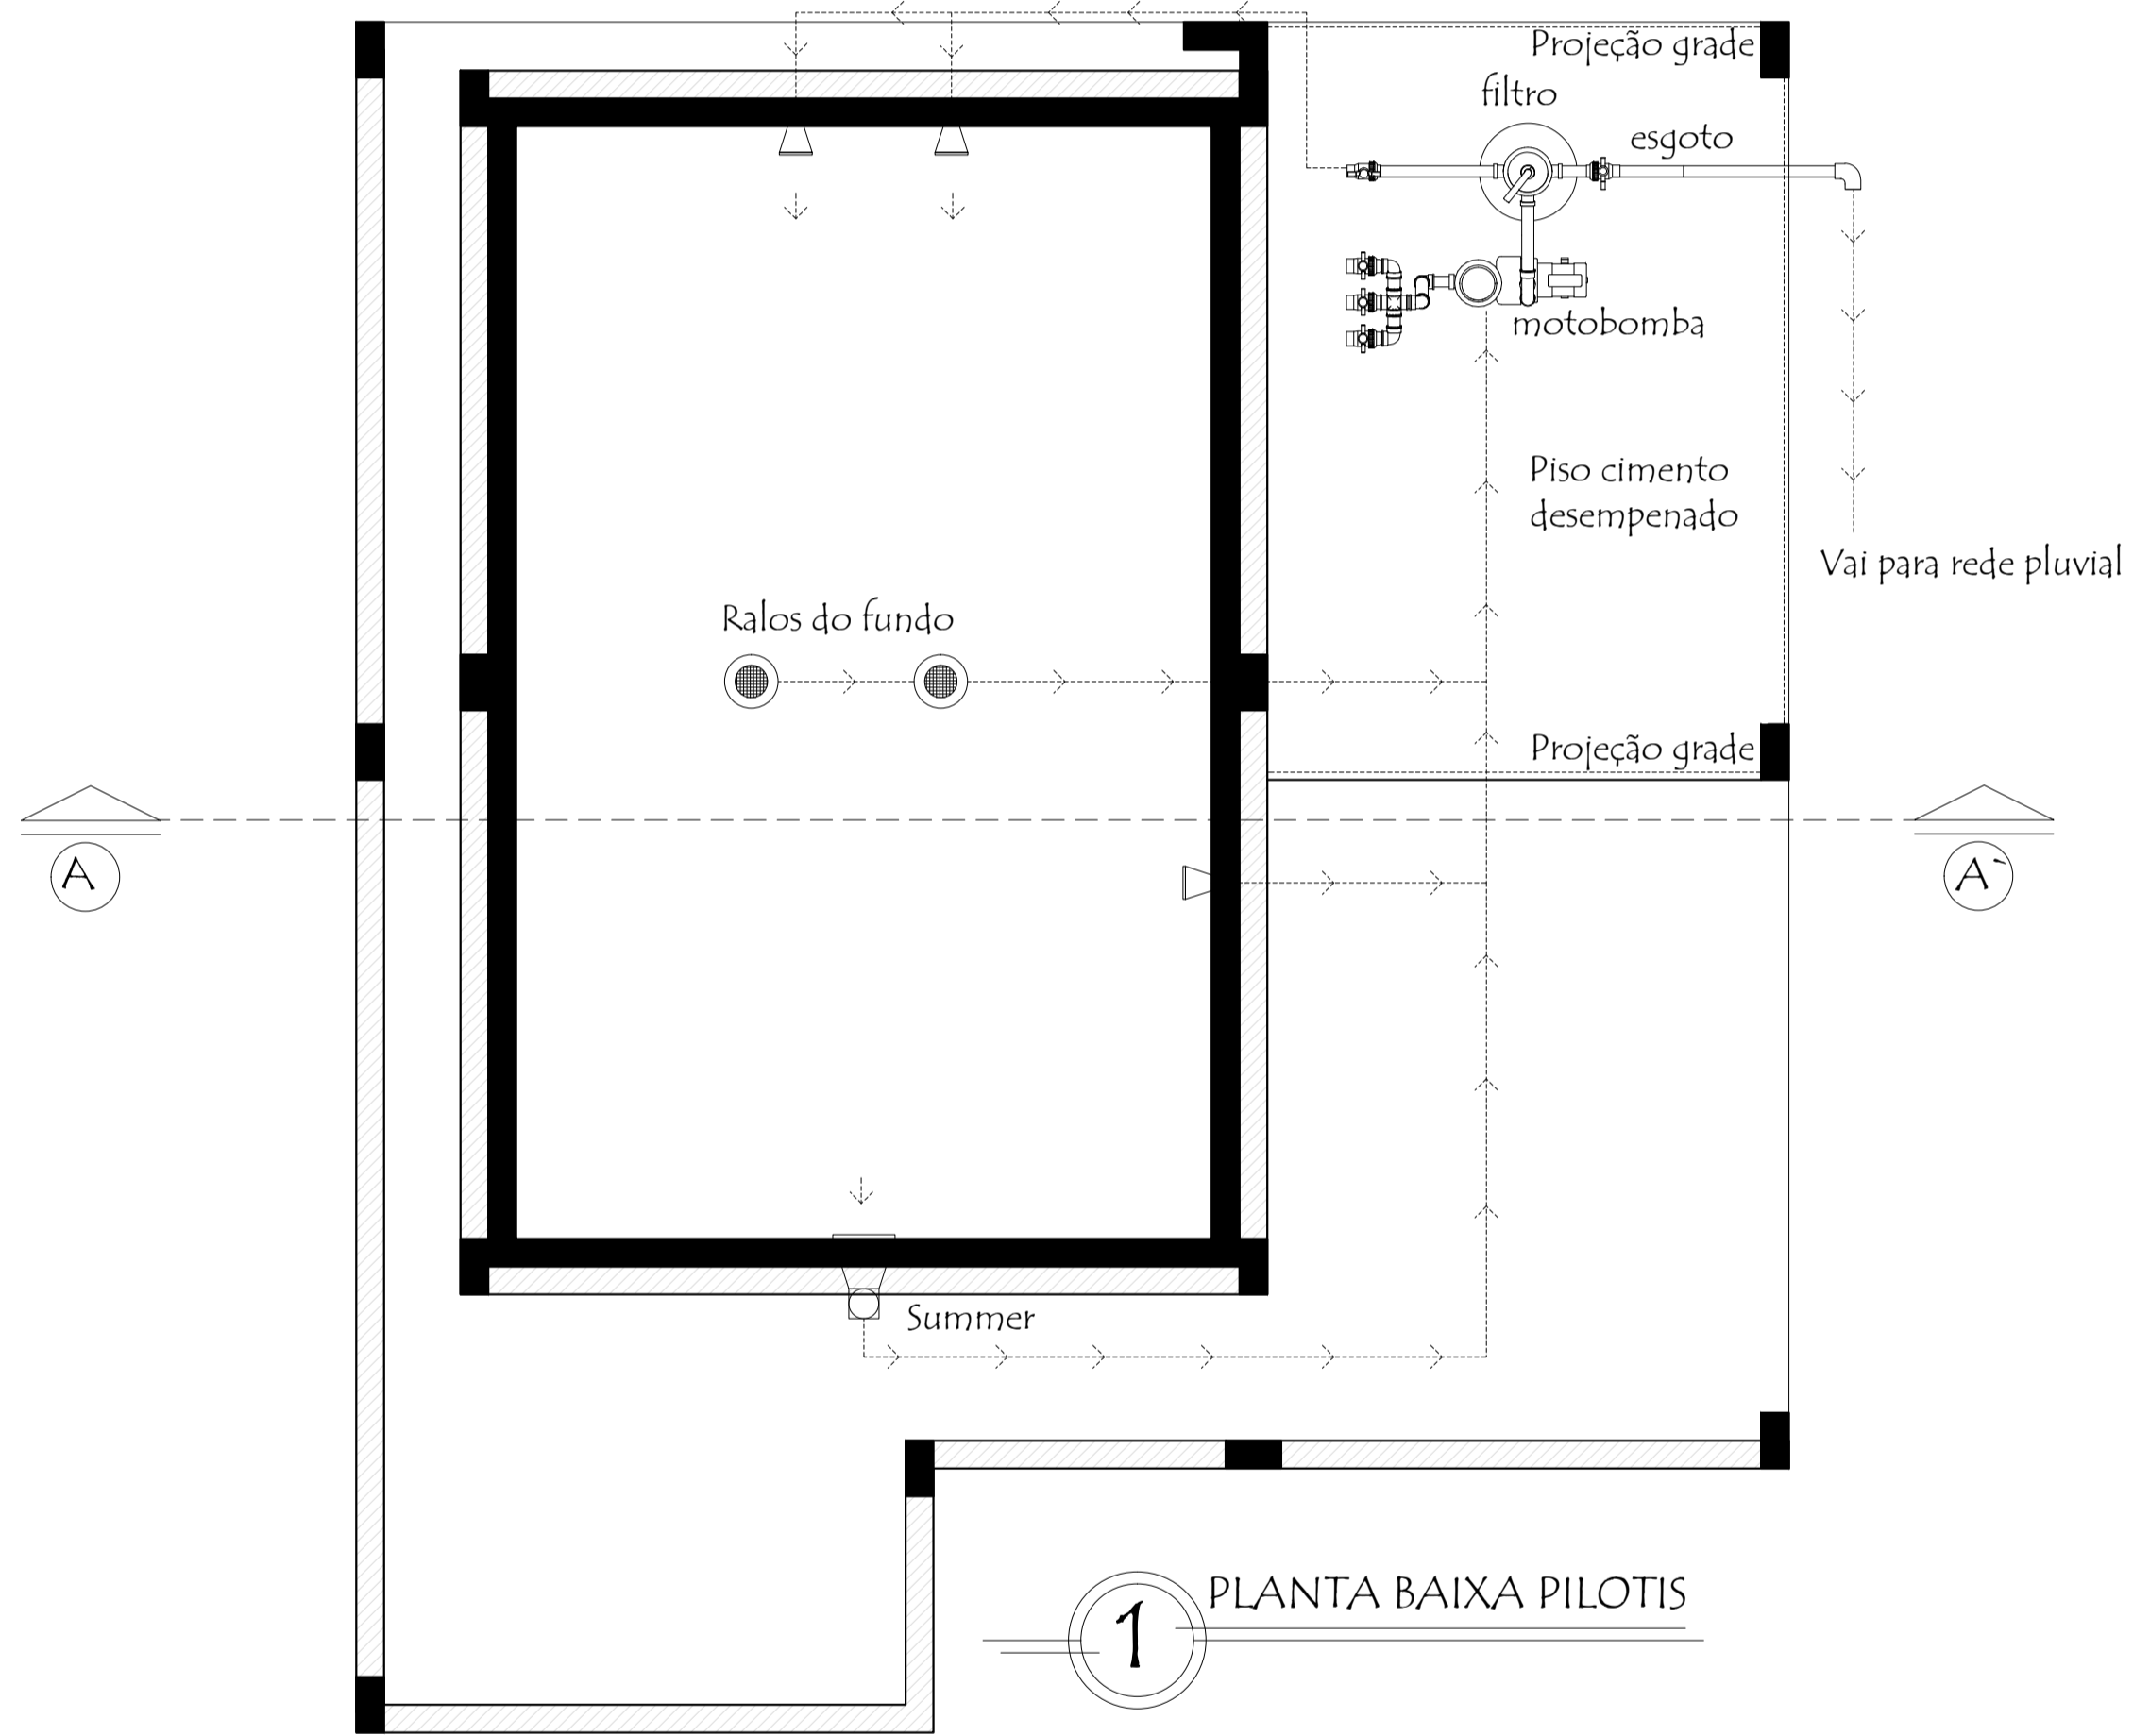 Projeção grade
filtro
esgoto
motobomba
Piso cimento
desempenado
Vai para rede pluvial
Ralos do fundo
Projeção grade
A
A`
Summer
1
PLANTA BAIXA PILOTIS